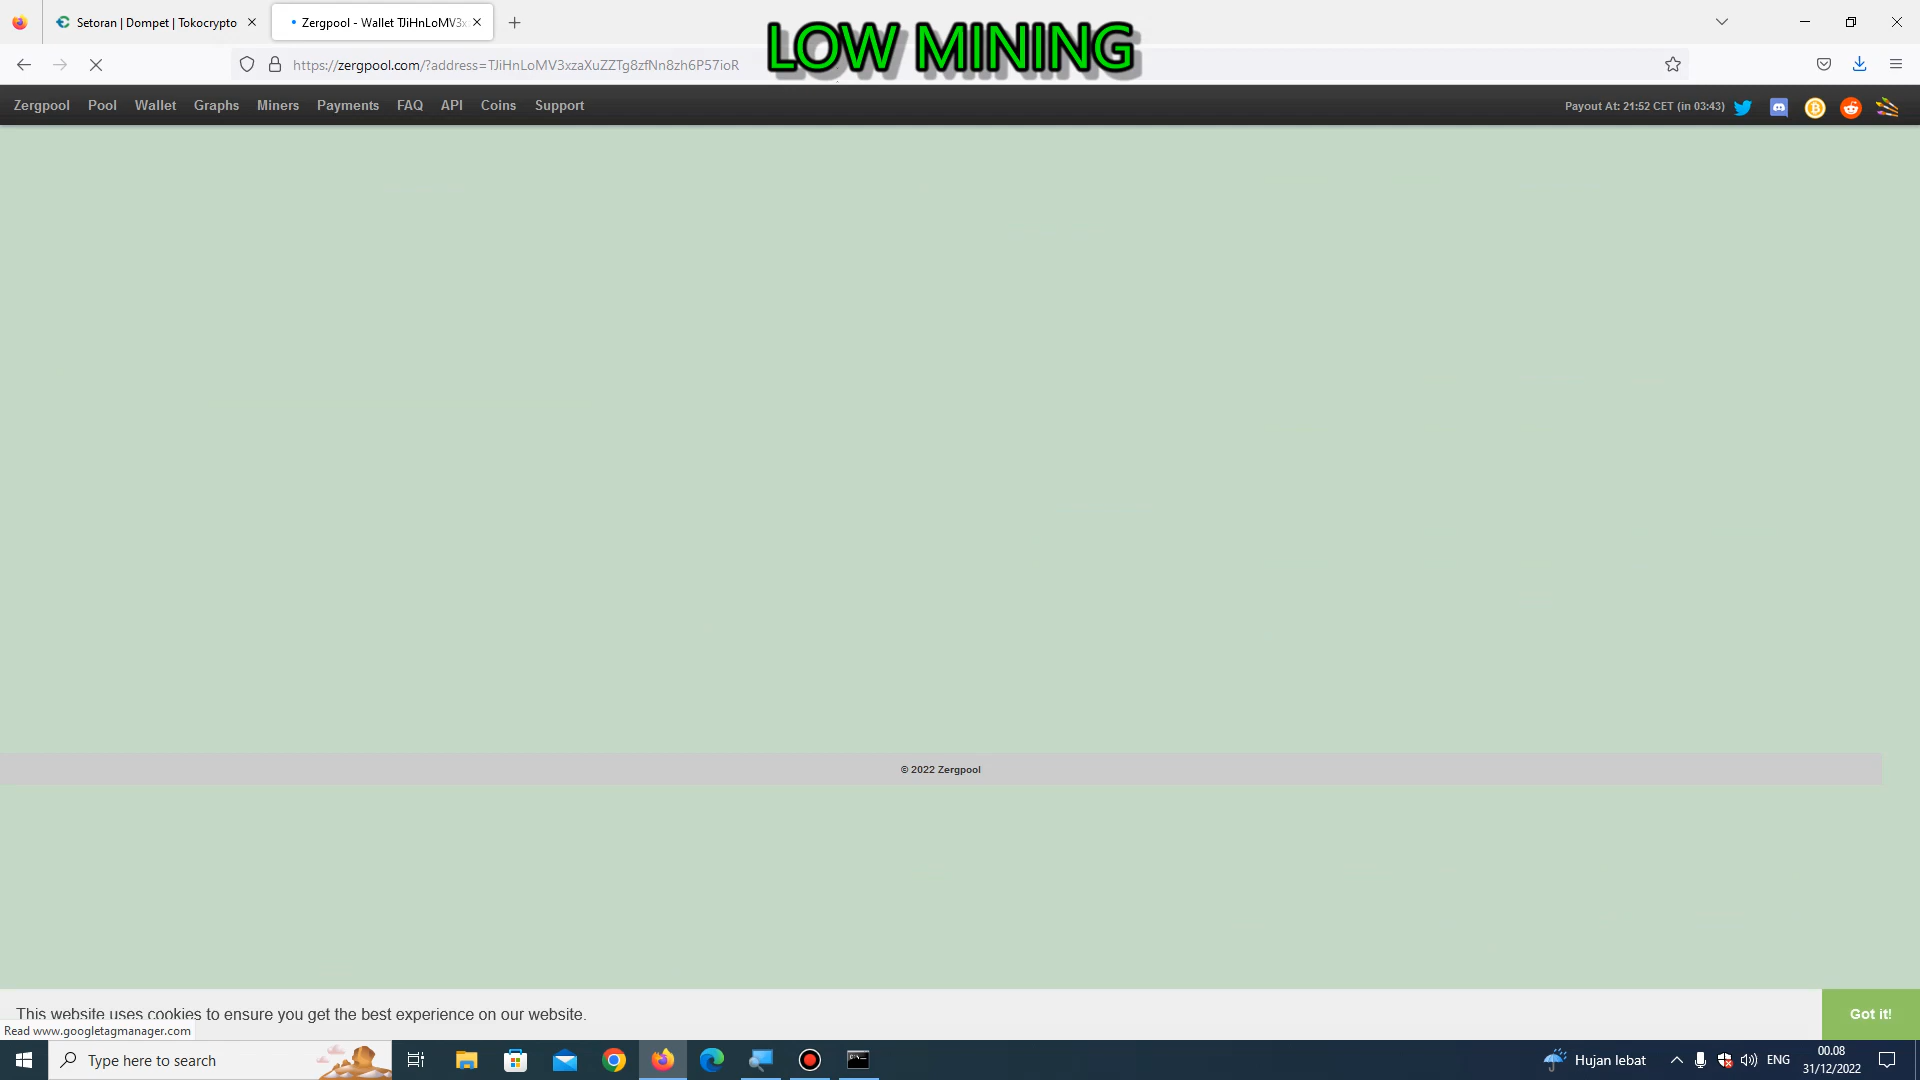 Setoran | Dompet | Tokocrypto
Zergpool - Wallet TJiHnLoMV3x
LOW MINING
https://zergpool.com/?address=TJiHnLoMV3xzaXuZZTg8zfNn8zh6P57ioR
Zergpool Pool Wallet Graphs Miners Payments FAQ API Coins Support
Payout At: 21:52 CET (in 03:43)
© 2022 Zergpool
This website uses cookies to ensure you get the best experience on our website.
Got it!
Read www.googletagmanager.com
Type here to search
Hujan lebat
ENG
00.08
31/12/2022